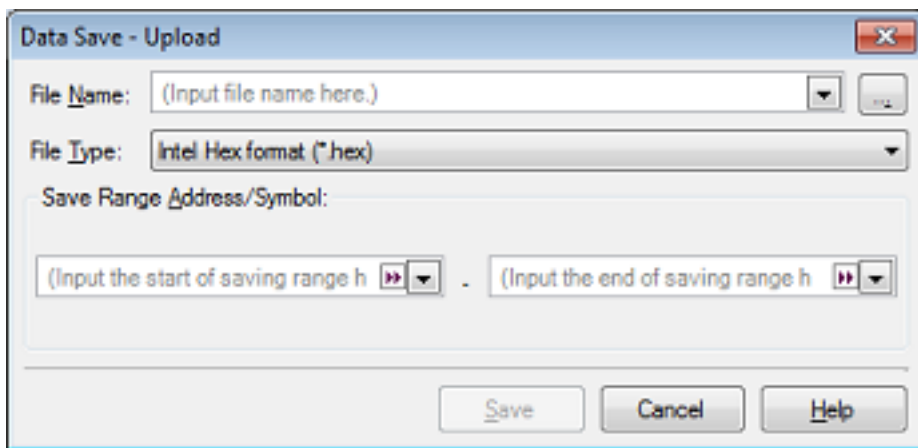 Data Save - Upload
File Name: (Input file name here.) ...
File Type: Intel Hex format (*.hex)
Save Range Address/Symbol:
(Input the start of saving range h - (Input the end of saving range h
Save Cancel Help